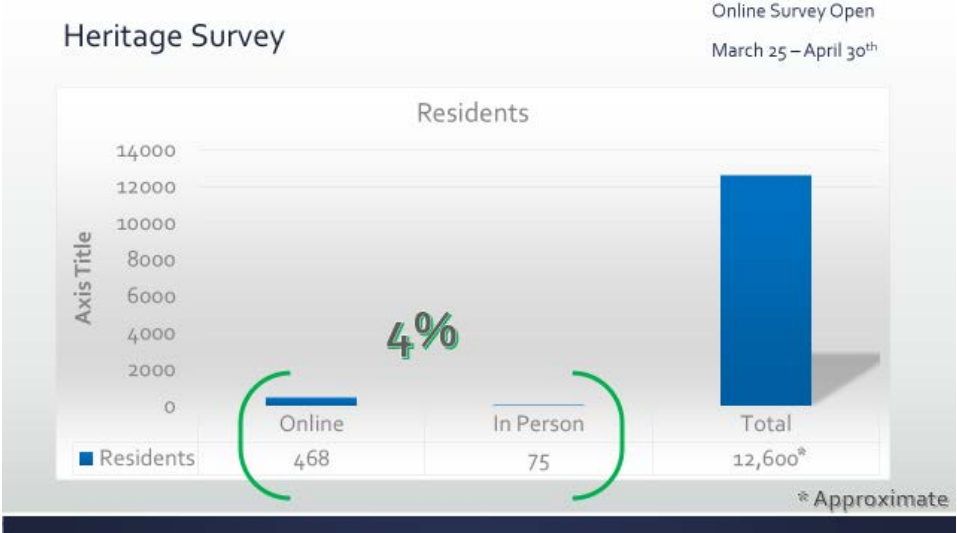 Heritage Survey
Online Survey Open
March 25 – April 30th
Residents
14000
12000
10000
8000
6000
4000
2000
0
Axis Title
4%
Online In Person Total
Residents 468 75 12,600*
* Approximate